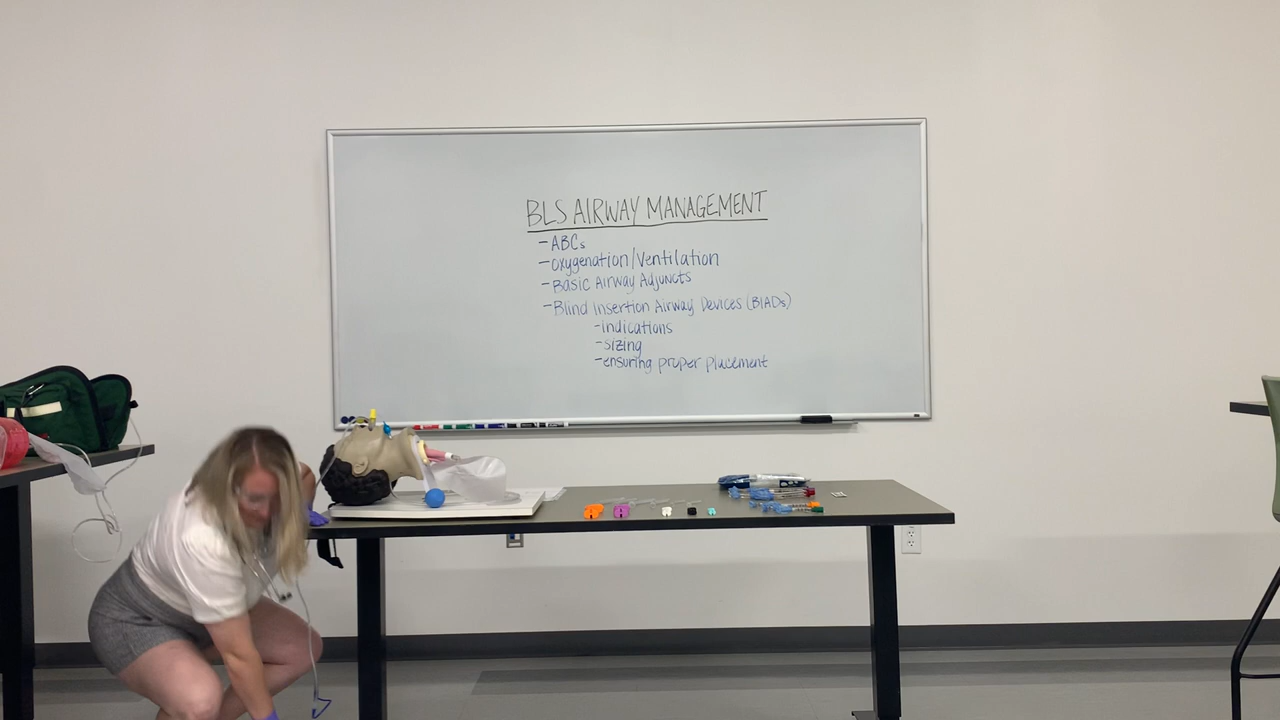 BLS AIRWAY MANAGEMENT
-ABCs
-Oxygenation/Ventilation
-Basic Airway Adjuncts
-Blind Insertion Airway Devices (BIADs)
-indications
-sizing
-ensuring proper placement